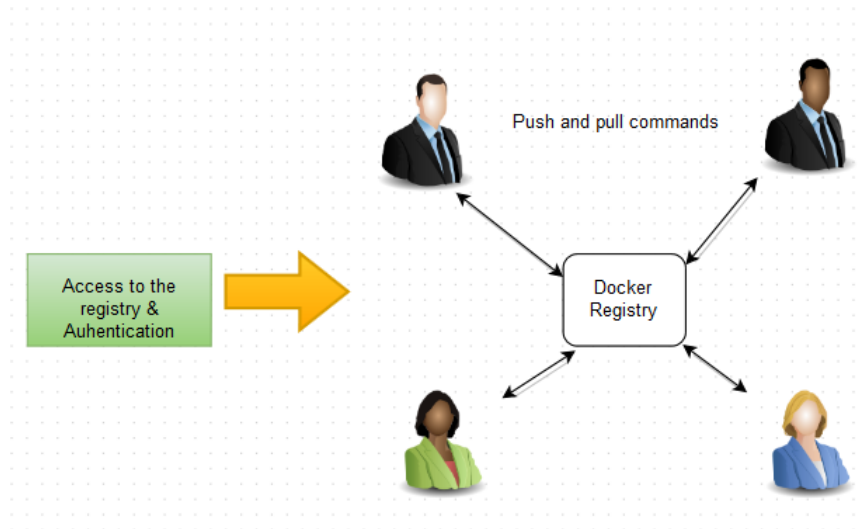 Push and pull commands
Access to the
registry &
Auhentication
Docker
Registry